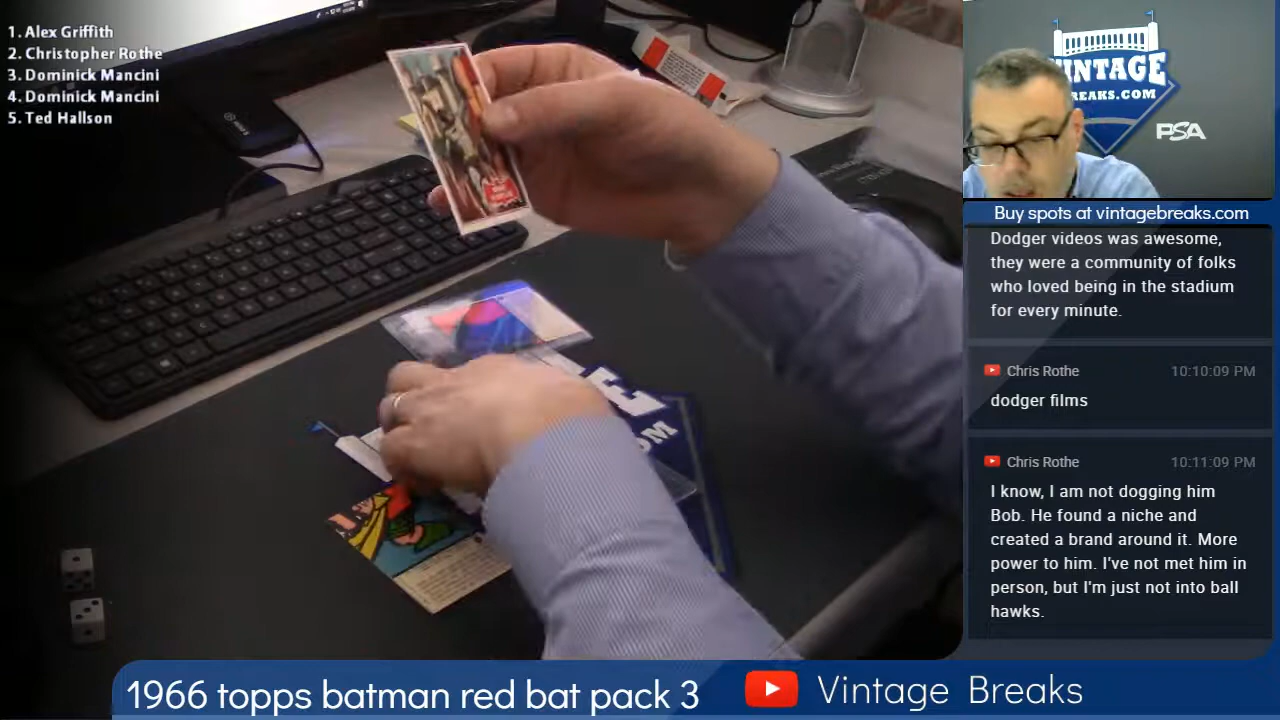 1. Alex Griffith
2. Christopher Rothe
3. Dominick Mancini
4. Dominick Mancini
5. Ted Hallson
VINTAGE
BREAKS.COM
PSA
Buy spots at vintagebreaks.com
Dodger videos was awesome,
they were a community of folks
who loved being in the stadium
for every minute.
Chris Rothe 10:10:09 PM
dodger films
Chris Rothe 10:11:09 PM
I know, I am not dogging him
Bob. He found a niche and
created a brand around it. More
power to him. I've not met him in
person, but I'm just not into ball
hawks.
1966 topps batman red bat pack 3
Vintage Breaks